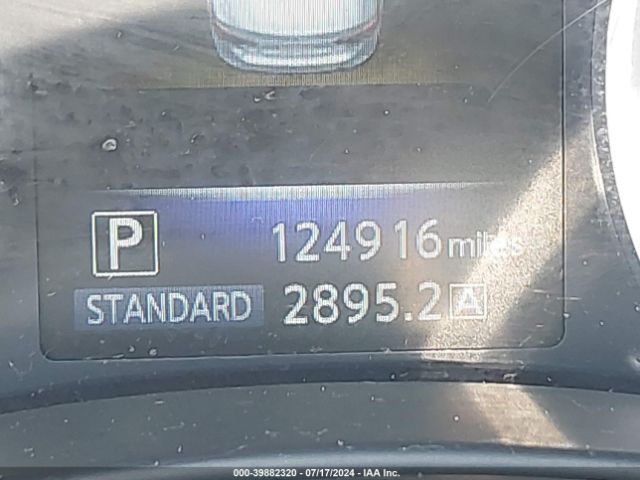 P 124916 miles
STANDARD 2895.2 A
000-39882320 - 07/17/2024 - IAA Inc.